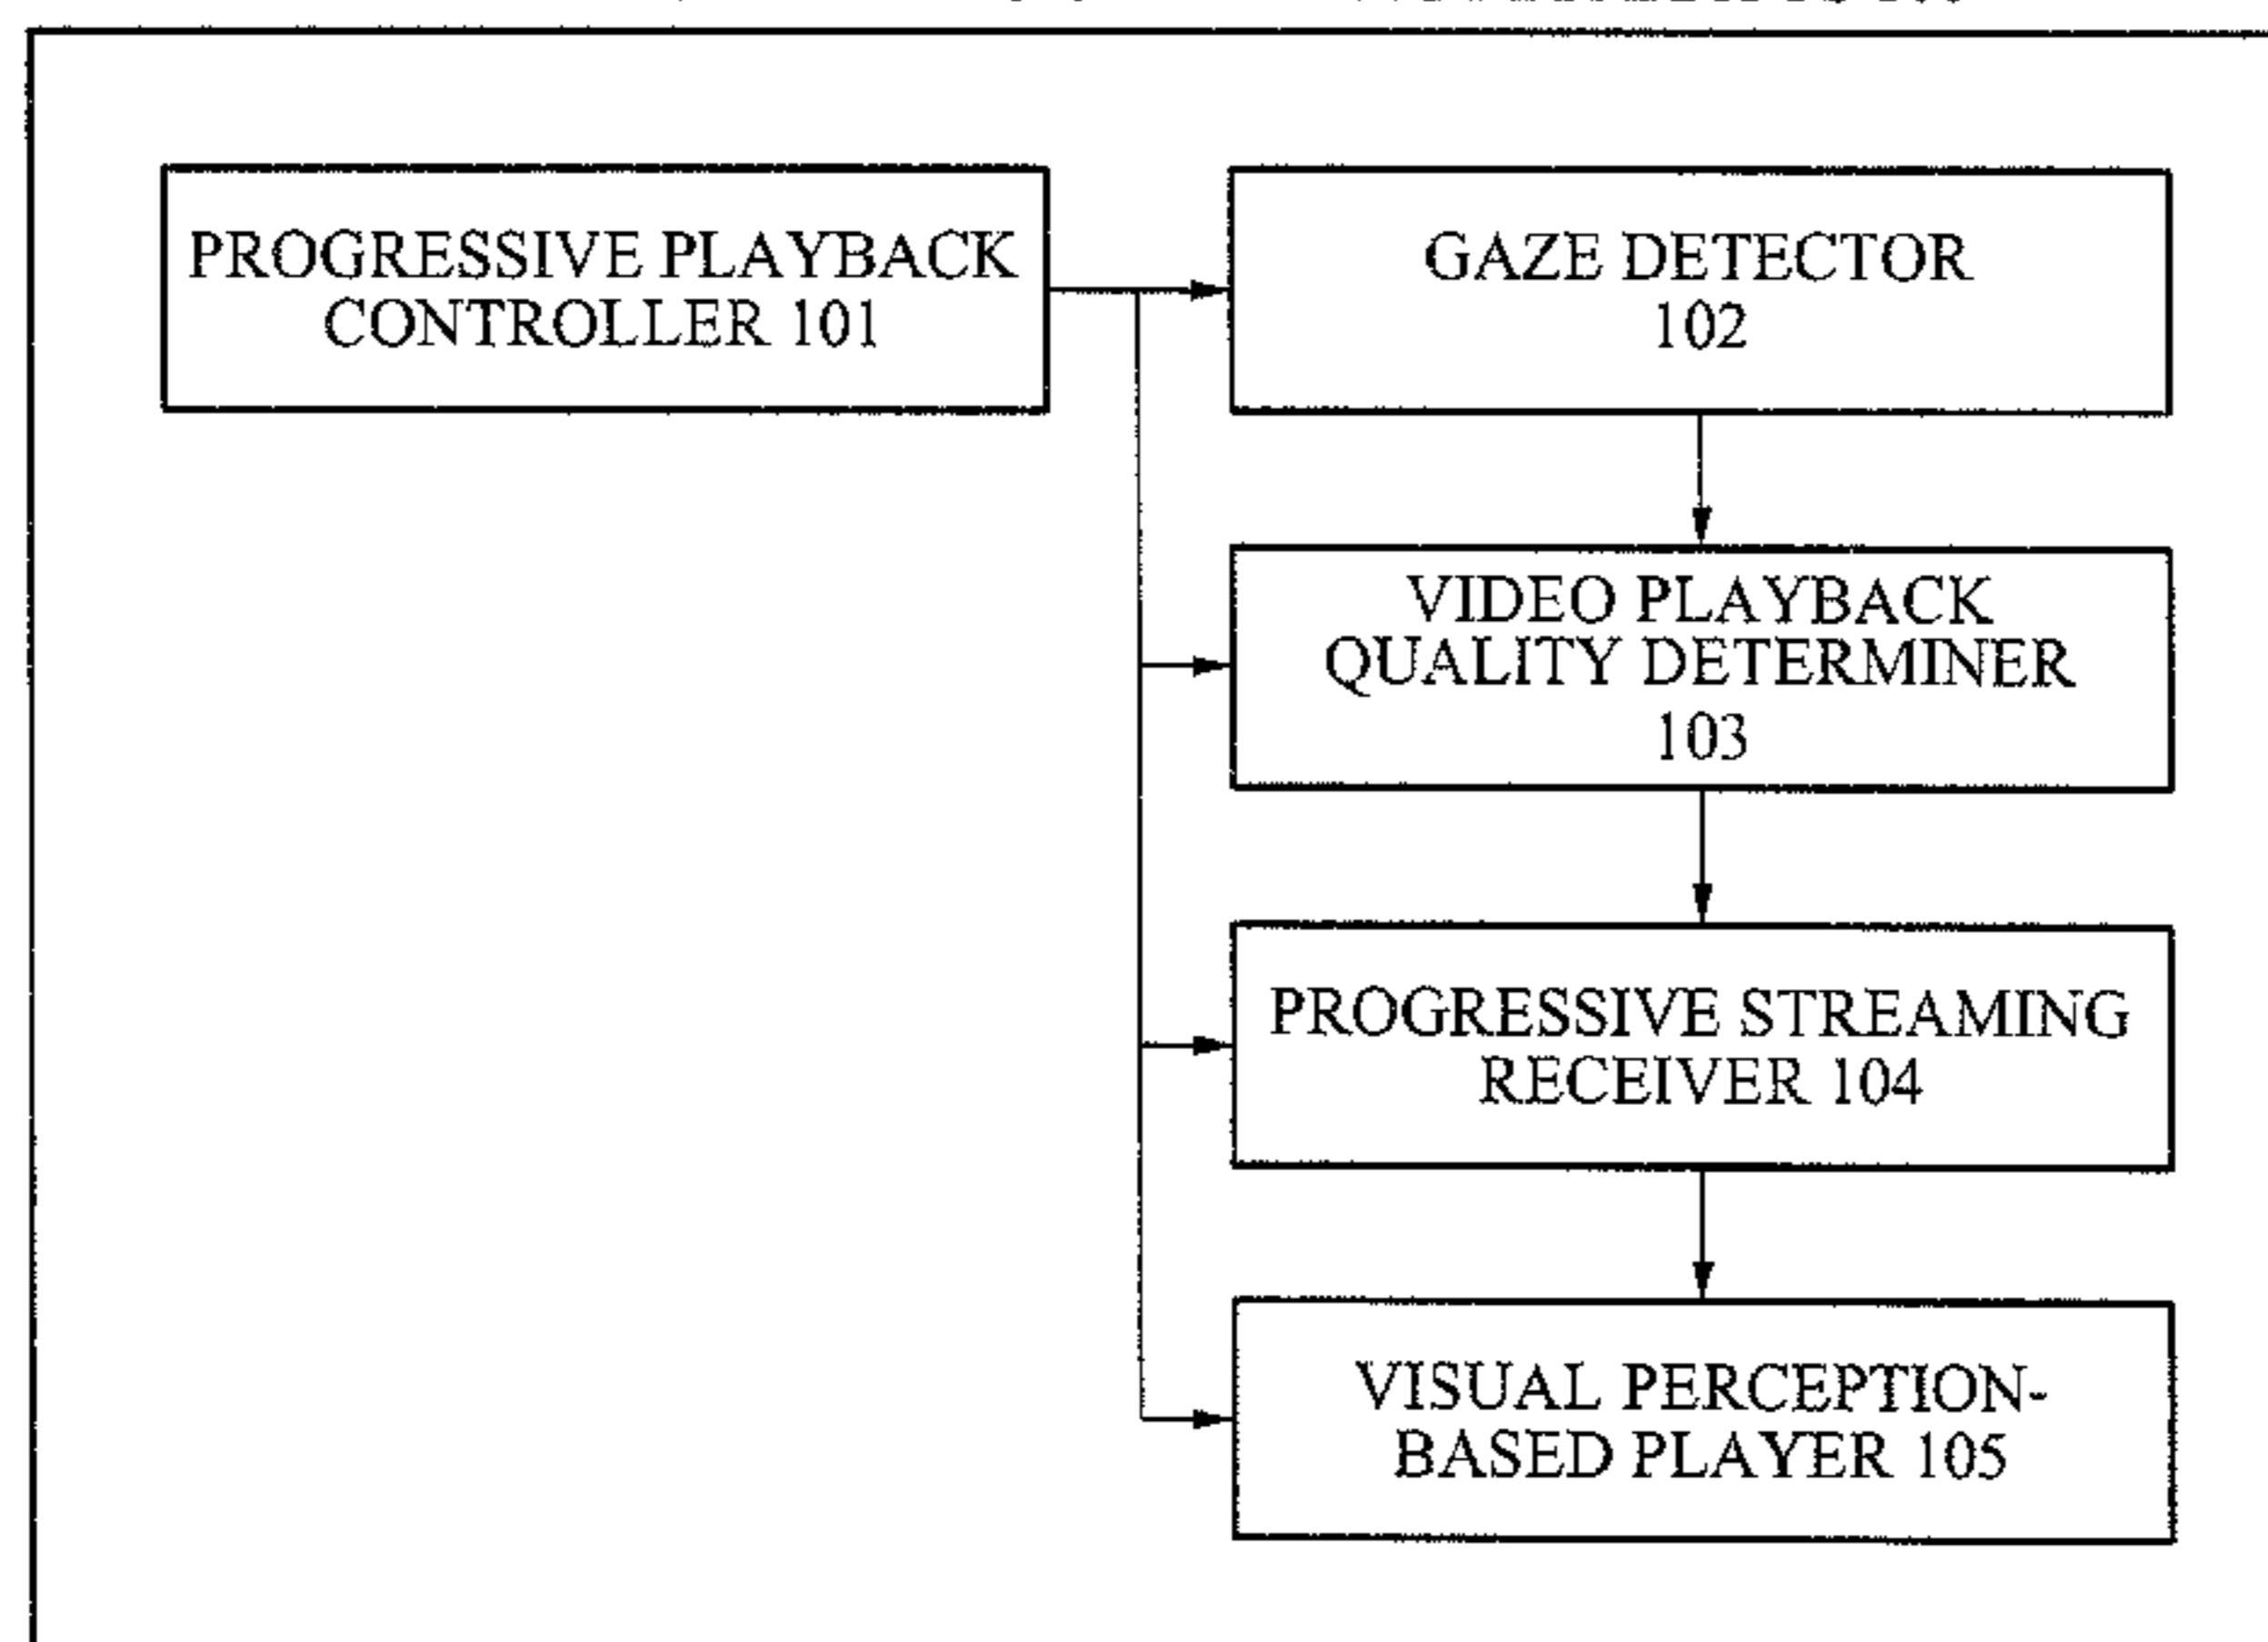 PROGRESSIVE PLAYBACK
CONTROLLER 101
GAZE DETECTOR
102
VIDEO PLAYBACK
QUALITY DETERMINER
103
PROGRESSIVE STREAMING
RECEIVER 104
VISUAL PERCEPTION-
BASED PLAYER 105